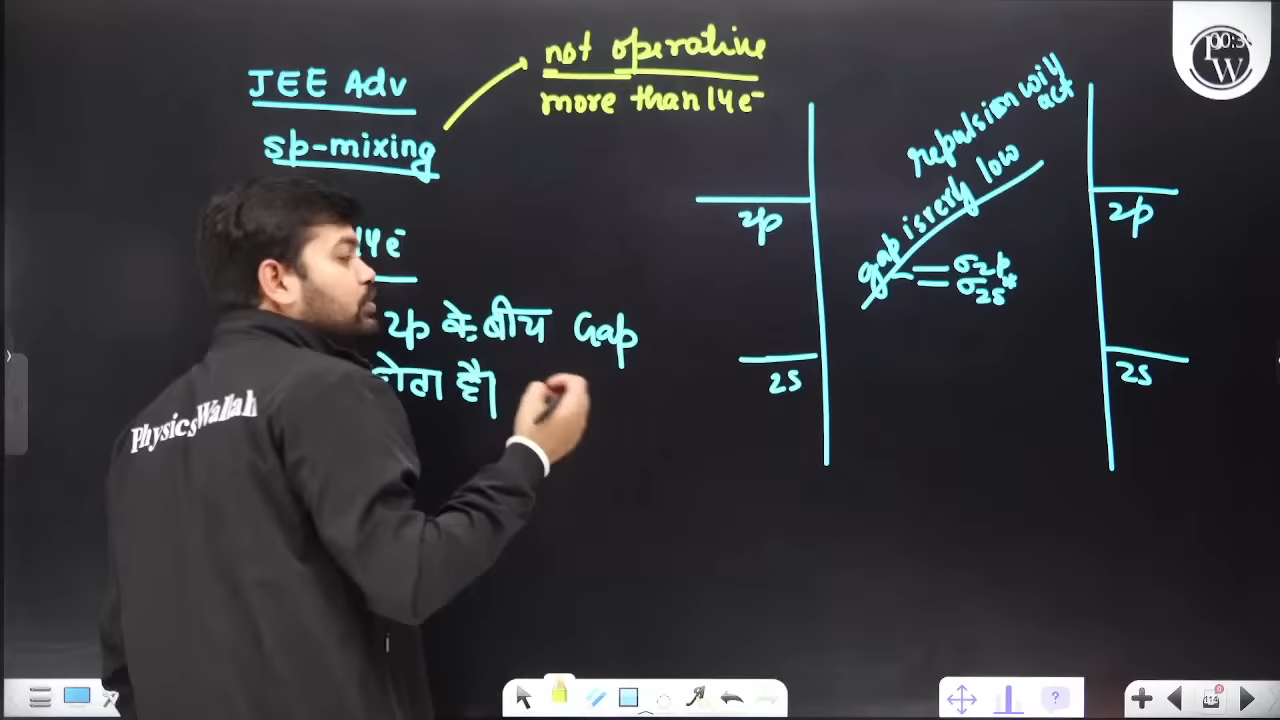 JEE Adv
sp-mixing
not operative
more than 14e⁻
14e⁻
2p के बीच Gap
होता है।
2p
2s
repulsion will
act
gap is very low
σ2p
σ2s*
2p
2s
PhysicsWallah
PW